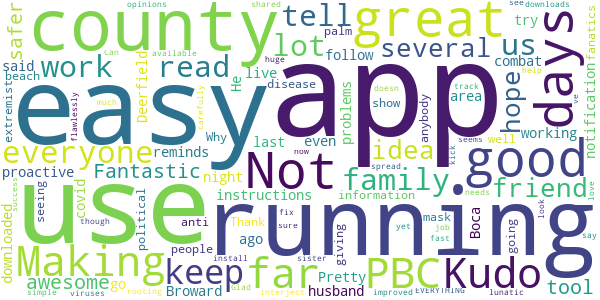 opinions shared see downloads
county tell great days
safer said lot several us try palm fanatics
can available
work read He live follow combat
beach Deerfield disease hope notification
extremist
easy app
problems show anybody area working
Why last even track doesn help
everyone reminds Not idea good
carefully
much
proactive Fantastic night family friend
flawlessly seems well
now kick
use . running
instructions information spread ve
downloaded seeing covid political anti Thank mask Boca going
huge
Making keep far PBC Kudo tool
though people ago fix sure giving yet job fast
success awesome go Pretty needs look love
simple viruses Broward install sister husband improved EVERYTHING say
rooting Glad interject lunatic